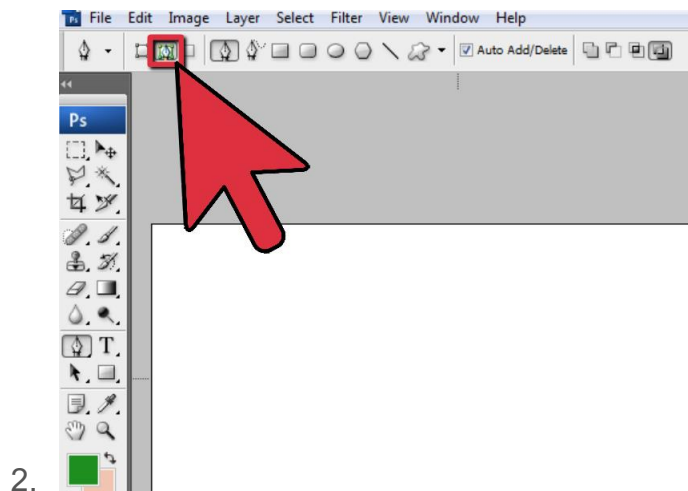 Ps File Edit Image Layer Select Filter View Window Help
Auto Add/Delete
Ps
T
2.